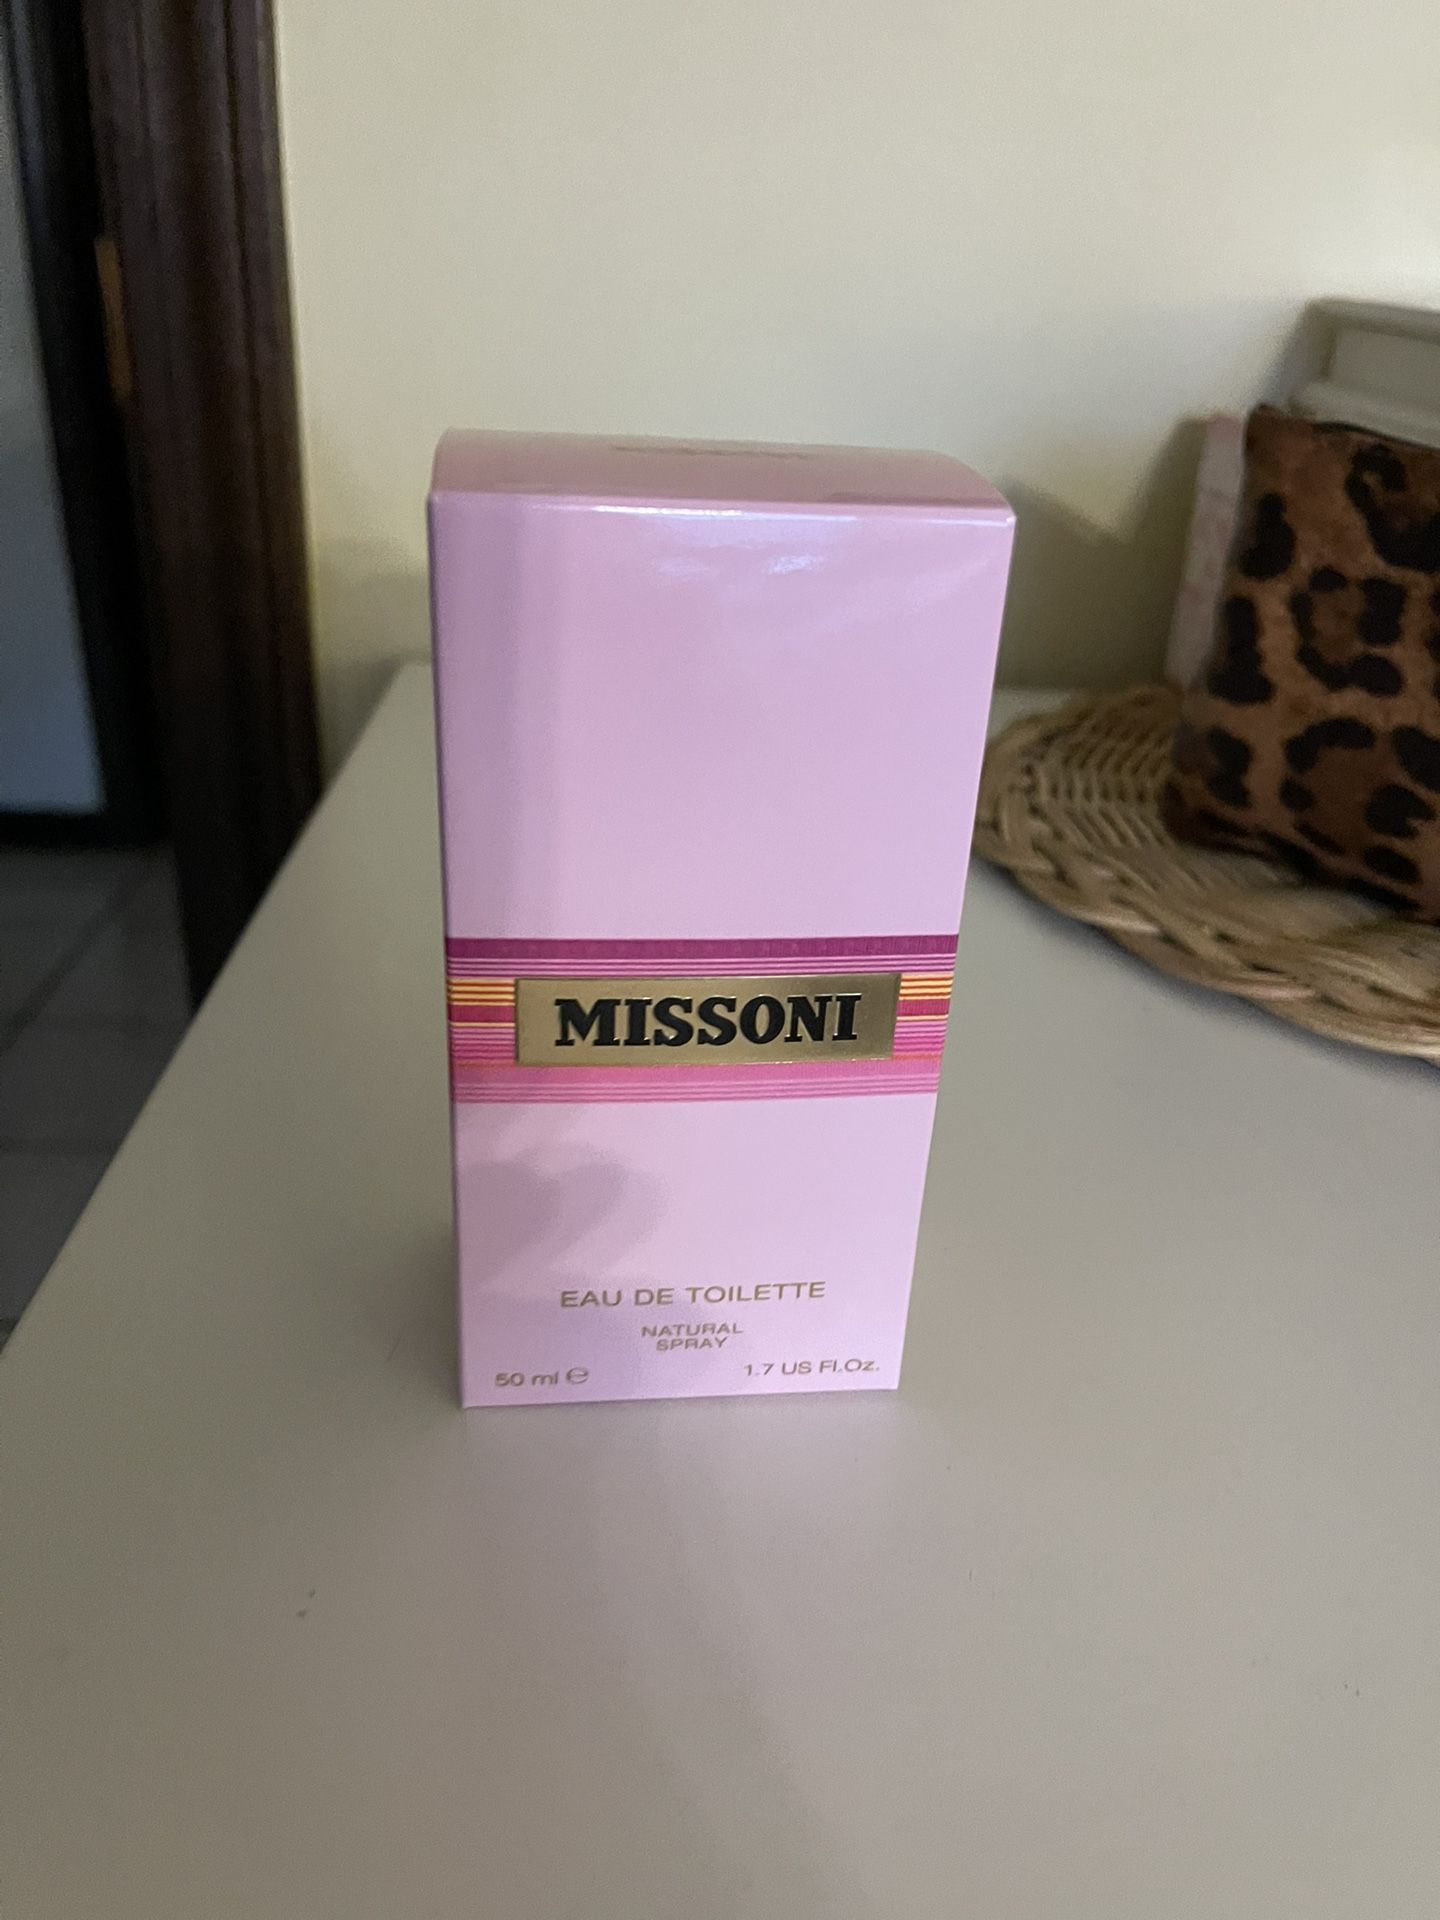 MISSONI
EAU DE TOILETTE
NATURAL
SPRAY
50 ml ℮ 1.7 US Fl.Oz.